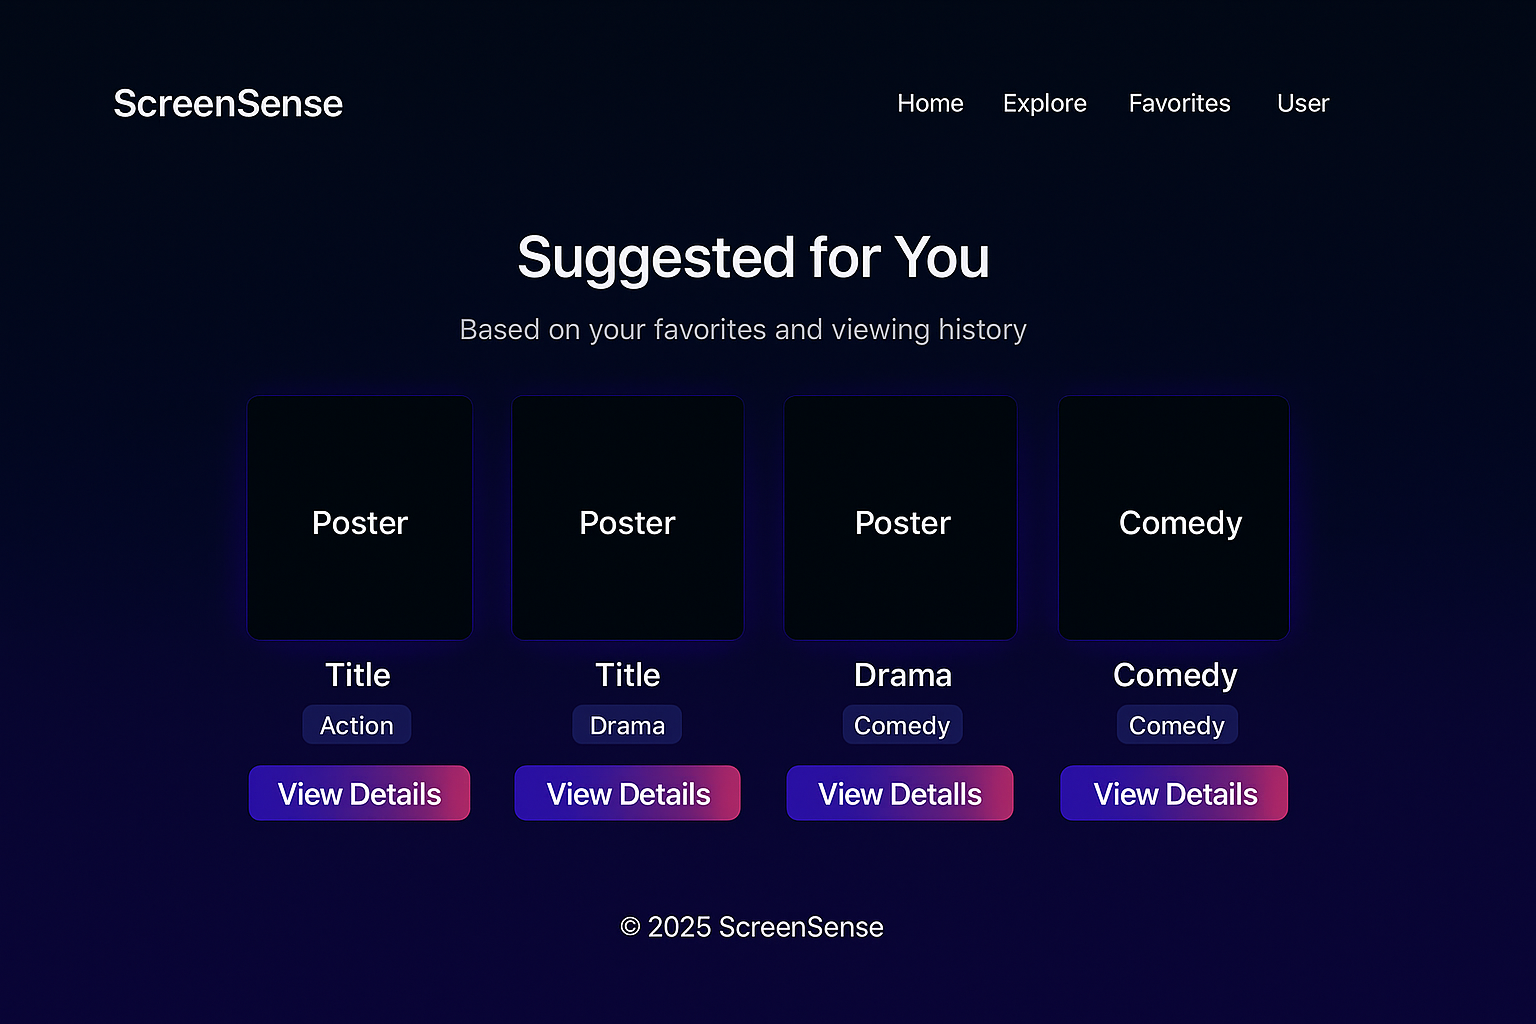 ScreenSense
Home Explore Favorites User
Suggested for You
Based on your favorites and viewing history
Poster Poster Poster Comedy
Title Title Drama Comedy
Action Drama Comedy Comedy
View Details View Details View Detalls View Details
© 2025 ScreenSense